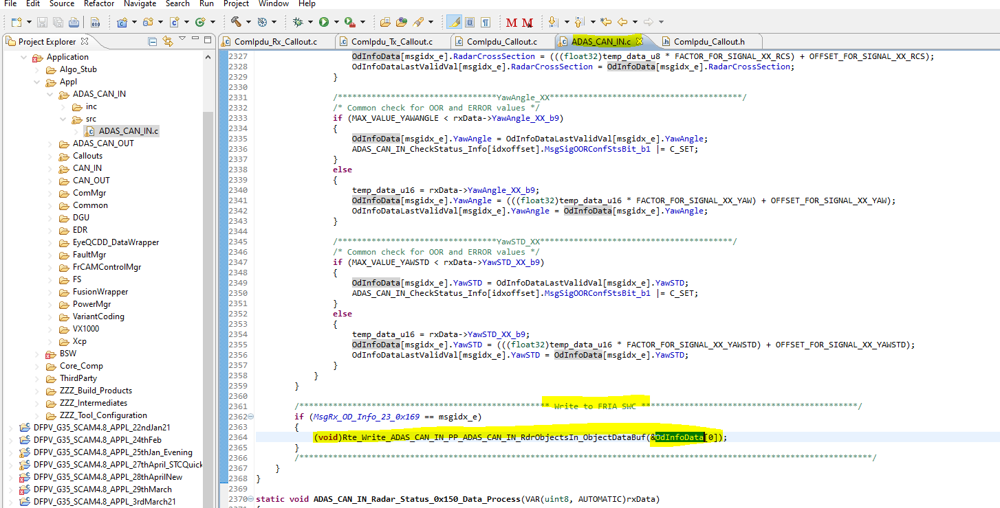 File Edit Source Refactor Navigate Search Run Project Window Help
Project Explorer
Application
Algo_Stub
Appl
ADAS_CAN_IN
inc
src
ADAS_CAN_IN.c
ADAS_CAN_OUT
Callouts
CAN_IN
CAN_OUT
ComMgr
Common
DGU
EDR
EyeQCDD_DataWrapper
FaultMgr
FrCAMControlMgr
FS
FusionWrapper
PowerMgr
VariantCoding
VX1000
Xcp
BSW
Core_Comp
ThirdParty
ZZZ_Build_Products
ZZZ_Intermediates
ZZZ_Tool_Configuration
DFPV_G35_SCAM4.8_APPL_22ndJan21
DFPV_G35_SCAM4.8_APPL_24thFeb
DFPV_G35_SCAM4.8_APPL_25thJan_Evening
DFPV_G35_SCAM4.8_APPL_27thApril_STCQuick
DFPV_G35_SCAM4.8_APPL_28thAprilNew
DFPV_G35_SCAM4.8_APPL_29thMarch
DFPV_G35_SCAM4.8_APPL_3rdMarch21
ComIpdu_Rx_Callout.c ComIpdu_Tx_Callout.c ComIpdu_Callout.c ADAS_CAN_IN.c ComIpdu_Callout.h
2327 OdInfoData[msgidx_e].RadarCrossSection = (((float32)temp_data_u8 * FACTOR_FOR_SIGNAL_XX_RCS) + OFFSET_FOR_SIGNAL_XX_RCS);
2328 OdInfoDataLastValidVal[msgidx_e].RadarCrossSection = OdInfoData[msgidx_e].RadarCrossSection;
2329 }
2330
2331 /*********************************YawAngle_XX****************************************/
2332 /* Common check for OOR and ERROR values */
2333 if (MAX_VALUE_YAWANGLE < rxData->YawAngle_XX_b9)
2334 {
2335 OdInfoData[msgidx_e].YawAngle = OdInfoDataLastValidVal[msgidx_e].YawAngle;
2336 ADAS_CAN_IN_CheckStatus_Info[idxoffset].MsgSigOORConfStsBit_b1 |= C_SET;
2337 }
2338 else
2339 {
2340 temp_data_u16 = rxData->YawAngle_XX_b9;
2341 OdInfoData[msgidx_e].YawAngle = (((float32)temp_data_u16 * FACTOR_FOR_SIGNAL_XX_YAW) + OFFSET_FOR_SIGNAL_XX_YAW);
2342 OdInfoDataLastValidVal[msgidx_e].YawAngle = OdInfoData[msgidx_e].YawAngle;
2343 }
2344
2345 /*********************************YawSTD_XX****************************************/
2346 /* Common check for OOR and ERROR values */
2347 if (MAX_VALUE_YAWSTD < rxData->YawSTD_XX_b9)
2348 {
2349 OdInfoData[msgidx_e].YawSTD = OdInfoDataLastValidVal[msgidx_e].YawSTD;
2350 ADAS_CAN_IN_CheckStatus_Info[idxoffset].MsgSigOORConfStsBit_b1 |= C_SET;
2351 }
2352 else
2353 {
2354 temp_data_u16 = rxData->YawSTD_XX_b9;
2355 OdInfoData[msgidx_e].YawSTD = (((float32)temp_data_u16 * FACTOR_FOR_SIGNAL_XX_YAWSTD) + OFFSET_FOR_SIGNAL_XX_YAWSTD);
2356 OdInfoDataLastValidVal[msgidx_e].YawSTD = OdInfoData[msgidx_e].YawSTD;
2357 }
2358 }
2359 }
2360
2361 /**************************************************** Write to FRIA SWC *********************************************/
2362 if (MsgRx_OD_Info_23_0x169 == msgidx_e)
2363 {
2364 (void)Rte_Write_ADAS_CAN_IN_PP_ADAS_CAN_IN_RdrObjectsIn_ObjectDataBuf(&OdInfoData[0]);
2365 }
2366 /***********************************************************************************************************************/
2367 }
2368 }
2369
2370 static void ADAS_CAN_IN_Radar_Status_0x150_Data_Process(VAR(uint8, AUTOMATIC)rxData)